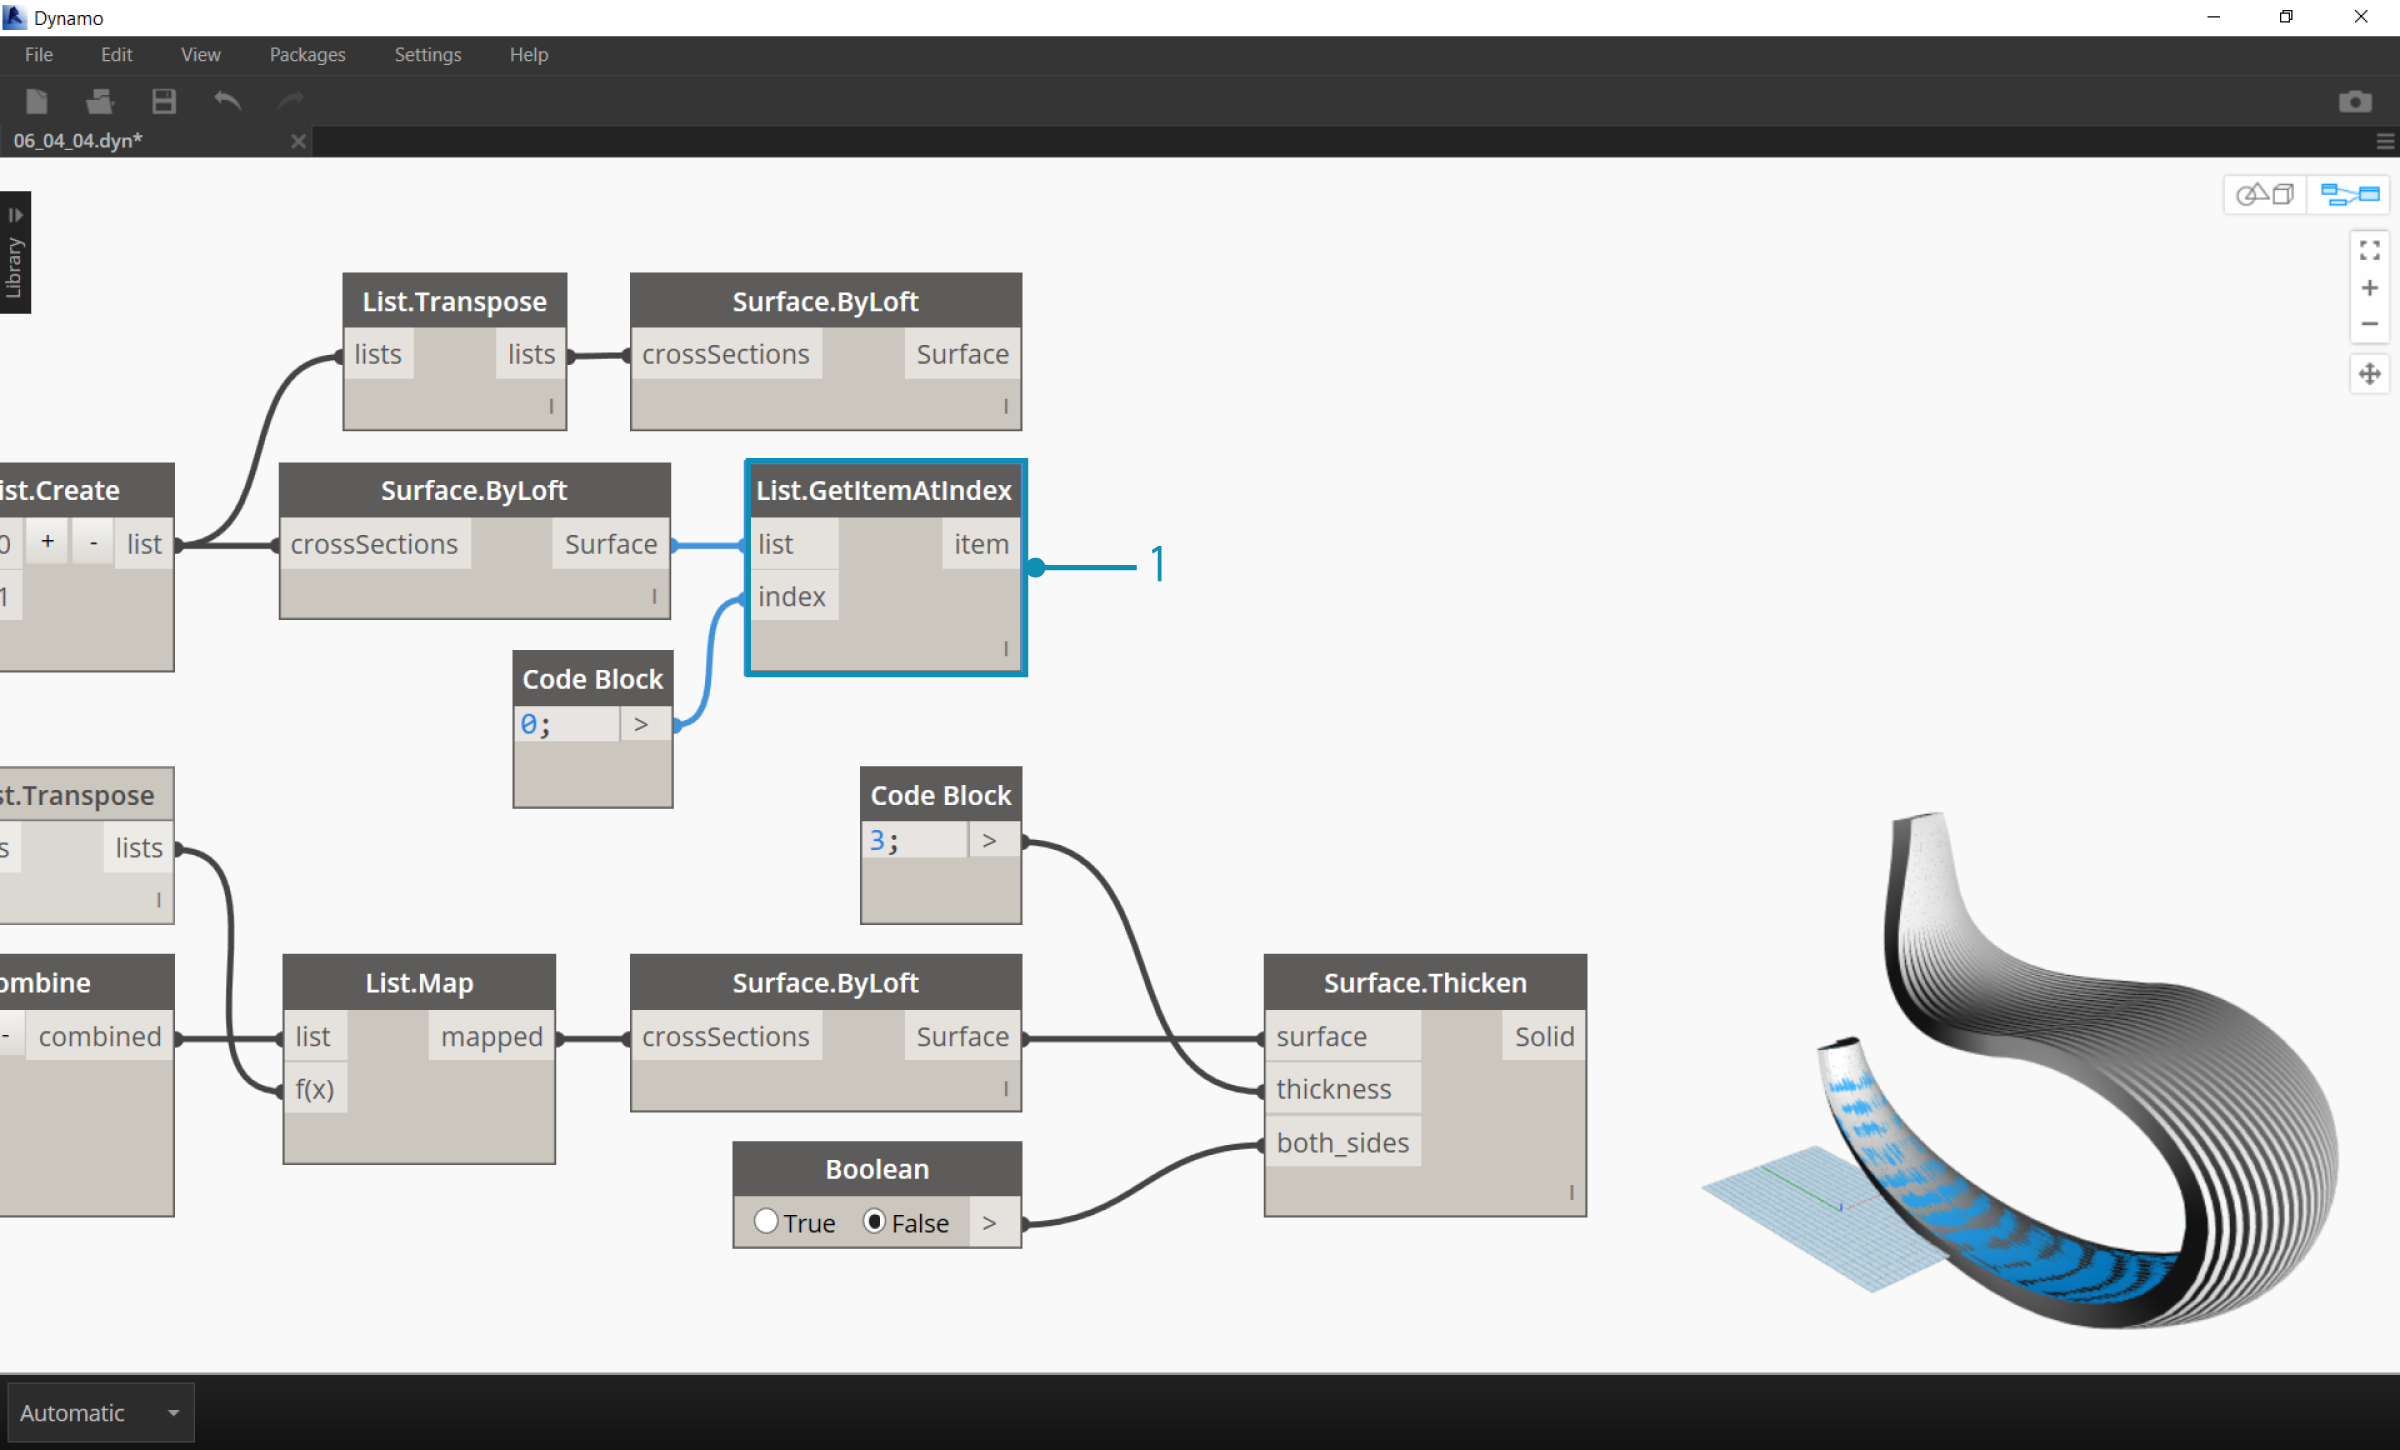 Dynamo
File Edit View Packages Settings Help
06_04_04.dyn*
Library
List.Transpose
lists lists
I
Surface.ByLoft
crossSections Surface
I
ist.Create
0 + - list
1
Surface.ByLoft
crossSections Surface
I
List.GetItemAtIndex
list item
index
I
1
Code Block
0; >
st.Transpose
s lists
I
Code Block
3; >
ombine
- combined
List.Map
list mapped
f(x)
Surface.ByLoft
crossSections Surface
I
Boolean
True False >
Surface.Thicken
surface Solid
thickness
both_sides
I
Automatic